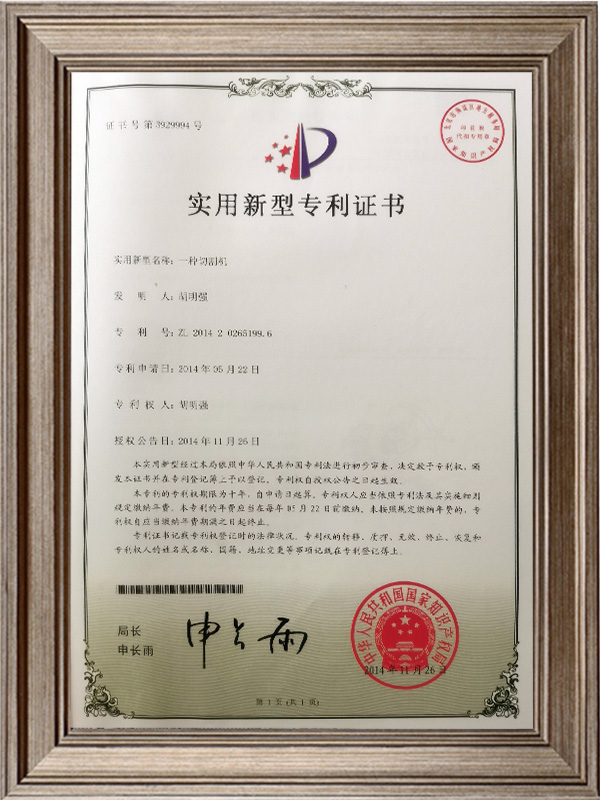 证书号第3929994号
实用新型专利证书
实用新型名称：一种切割机
发 明 人：胡明强
专 利 号：ZL 2014 2 0265199.6
专利申请日：2014年05月22日
专 利 权 人：胡明强
授权公告日：2014年11月26日
本实用新型经过本局依照中华人民共和国专利法进行初步审查，决定授予专利权，颁
发本证书并在专利登记簿上予以登记。专利权自授权公告之日起生效。
本专利的专利权期限为十年，自申请日起算。专利权人应当依照专利法及其实施细则
规定缴纳年费。本专利的年费应当在每年05月22日前缴纳。未按照规定缴纳年费的，专
利权自应当缴纳年费期满之日起终止。
专利证书记载专利权登记时的法律状况。专利权的转移、质押、无效、终止、恢复和
专利权人的姓名或名称、国籍、地址变更等事项记载在专利登记簿上。
局长
申长雨
申长雨
中华人民共和国国家知识产权局
2014年11月26日
第1页(共1页)